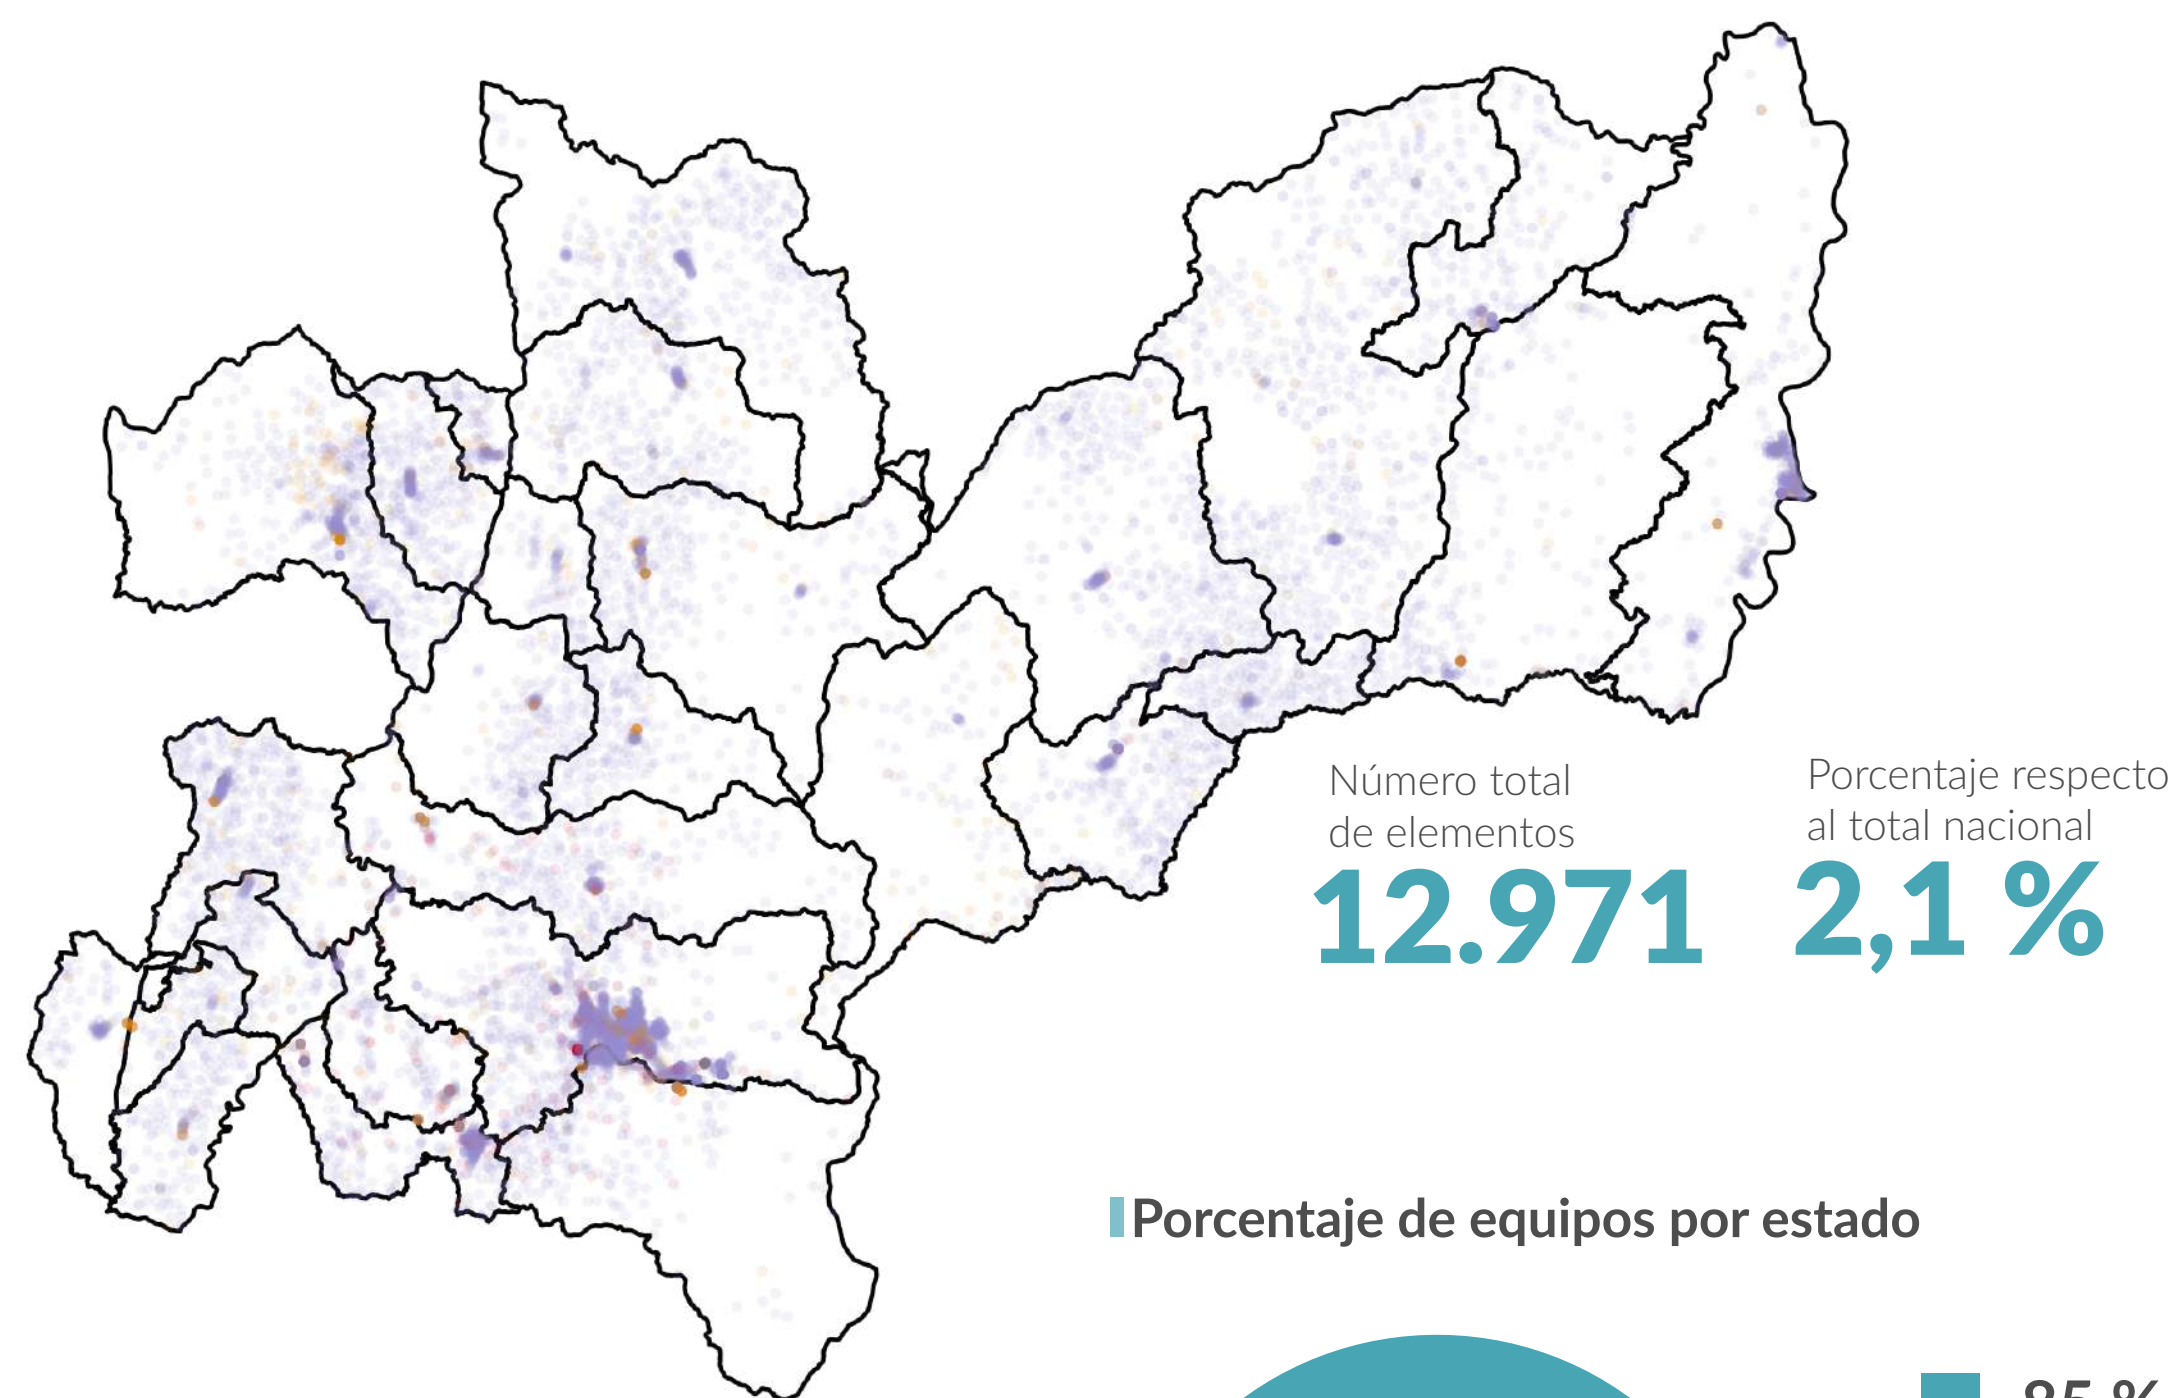 Número total
de elementos
12.971
Porcentaje respecto
al total nacional
2,1 %
Porcentaje de equipos por estado